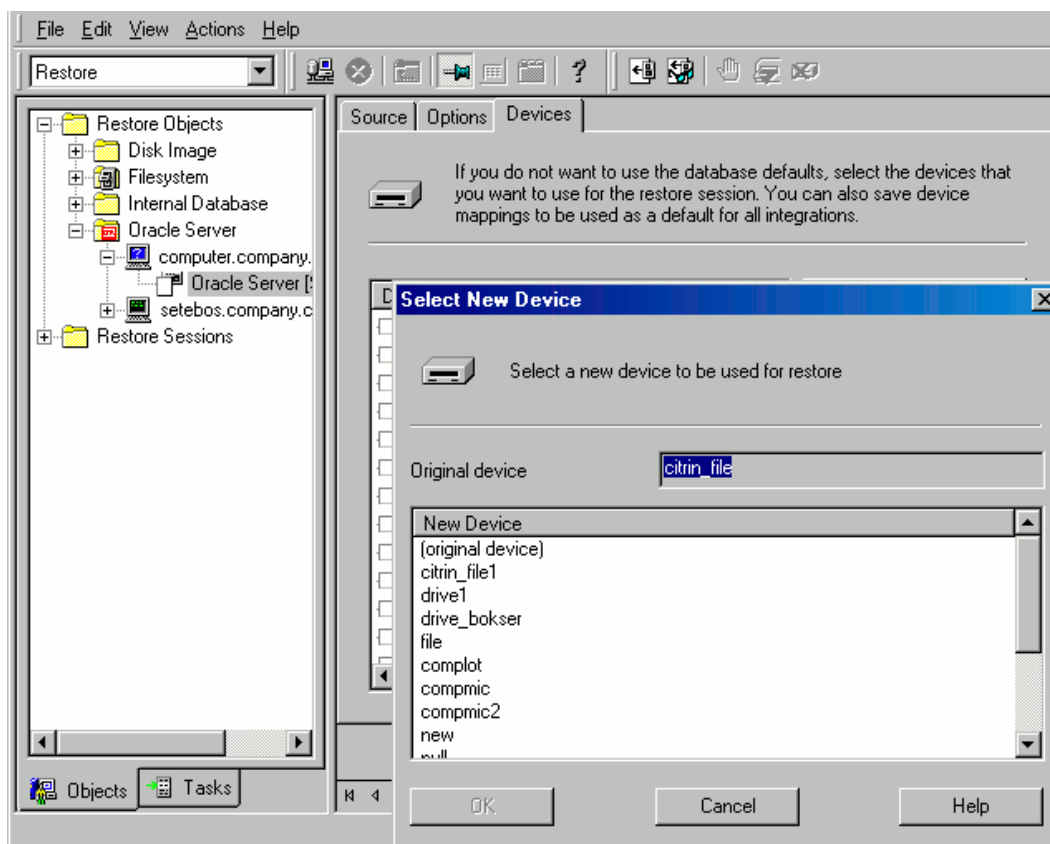 File Edit View Actions Help
Restore
Restore Objects
Disk Image
Filesystem
Internal Database
Oracle Server
computer.company.
Oracle Server [
setebos.company.c
Restore Sessions
Objects Tasks
Source Options Devices
If you do not want to use the database defaults, select the devices that
you want to use for the restore session. You can also save device
mappings to be used as a default for all integrations.
Select New Device
Select a new device to be used for restore
Original device citrin_file
New Device
(original device)
citrin_file1
drive1
drive_bokser
file
complot
compmic
compmic2
new
null
OK Cancel Help